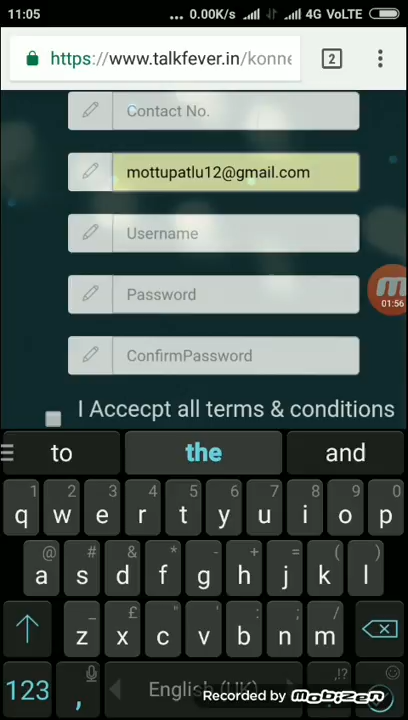 11:05 ... 0.00K/s 4G VoLTE
https://www.talkfever.in/konne 2
Contact No.
mottupatlu12@gmail.com
Username
01:56
Password
ConfirmPassword
I Accecpt all terms & conditions
to the and
1 2 3 4 5 6 7 8 9 0
q w e r t y u i o p
@ # & * - + = ( )
a s d f g h j k l
_ £ " ' : ; /
z x c v b n m
123 , English (UK) ,!?
Recorded by mobizen